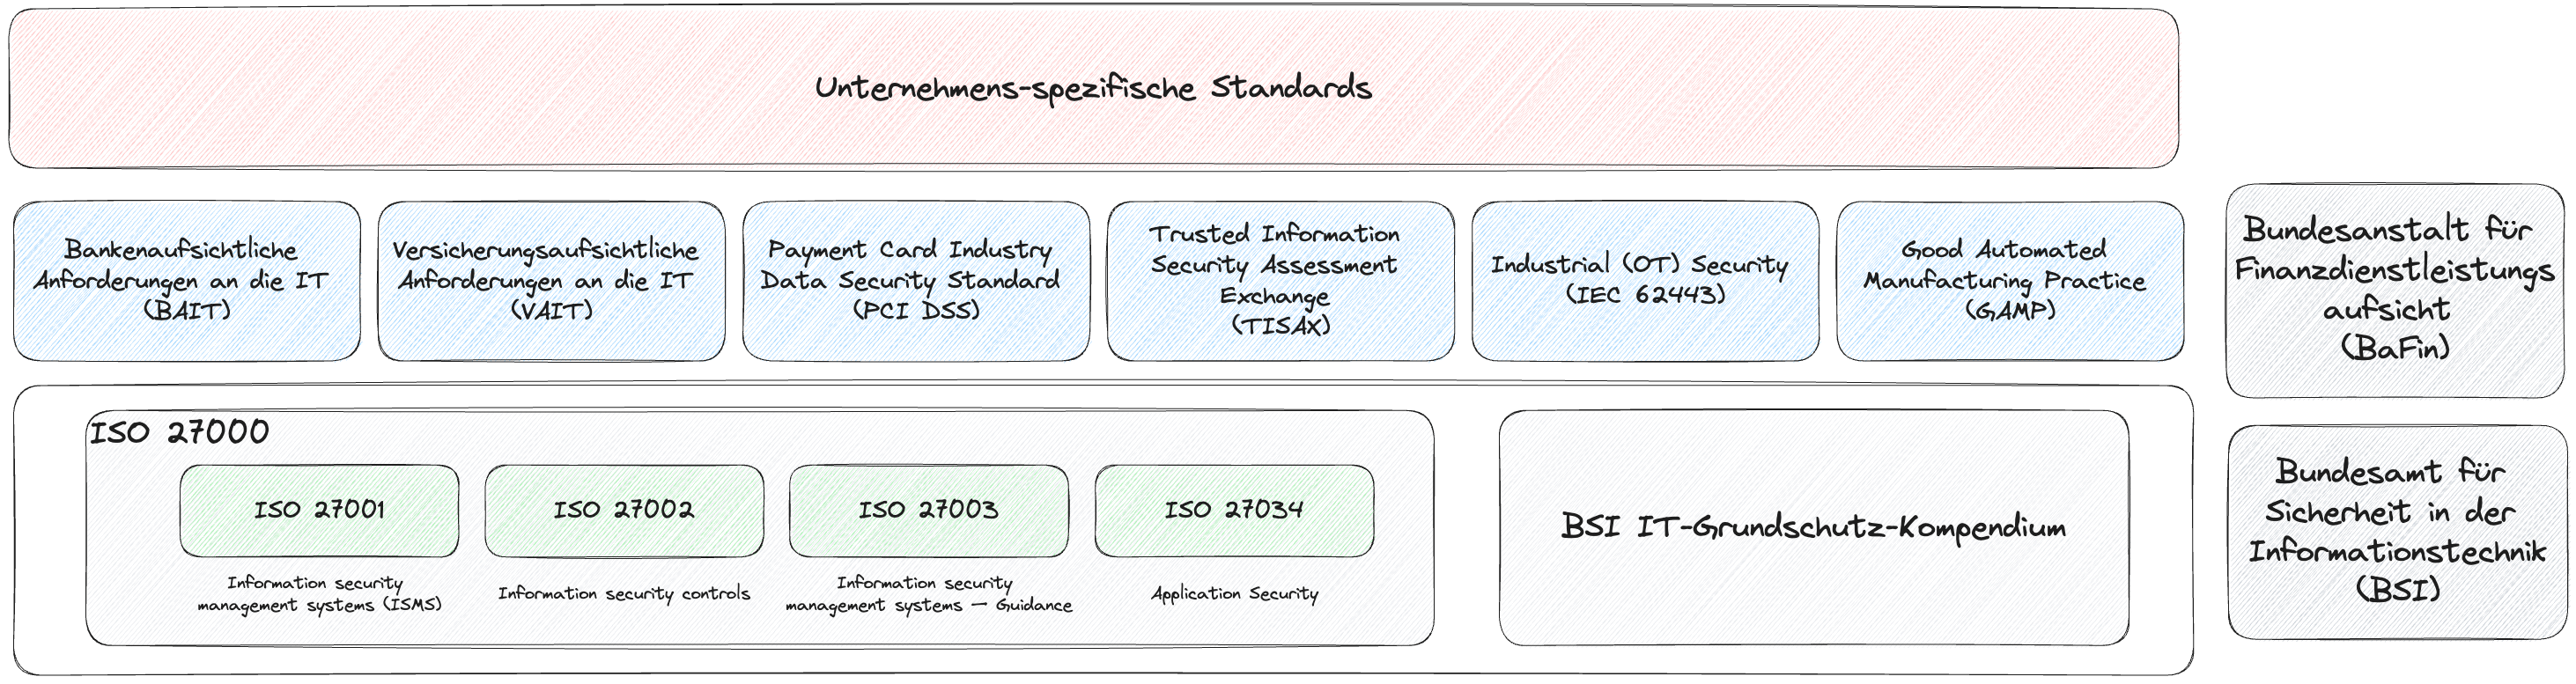 Unternehmens-spezifische Standards
Bankenaufsichtliche
Anforderungen an die IT
(BAIT)
Versicherungsaufsichtliche
Anforderungen an die IT
(VAIT)
Payment Card Industry
Data Security Standard
(PCI DSS)
Trusted Information
Security Assessment
Exchange
(TISAX)
Industrial (OT) Security
(IEC 62443)
Good Automated
Manufacturing Practice
(GAMP)
Bundesanstalt für
Finanzdienstleistungs
aufsicht
(BaFin)
ISO 27000
ISO 27001
Information security
management systems (ISMS)
ISO 27002
Information security controls
ISO 27003
Information security
management systems — Guidance
ISO 27034
Application Security
BSI IT-Grundschutz-Kompendium
Bundesamt für
Sicherheit in der
Informationstechnik
(BSI)